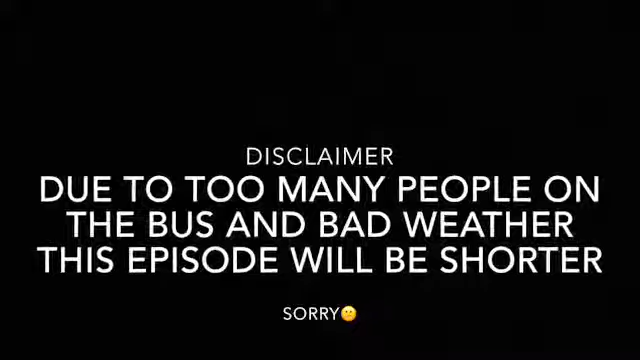 DISCLAIMER
DUE TO TOO MANY PEOPLE ON
THE BUS AND BAD WEATHER
THIS EPISODE WILL BE SHORTER
SORRY🫢